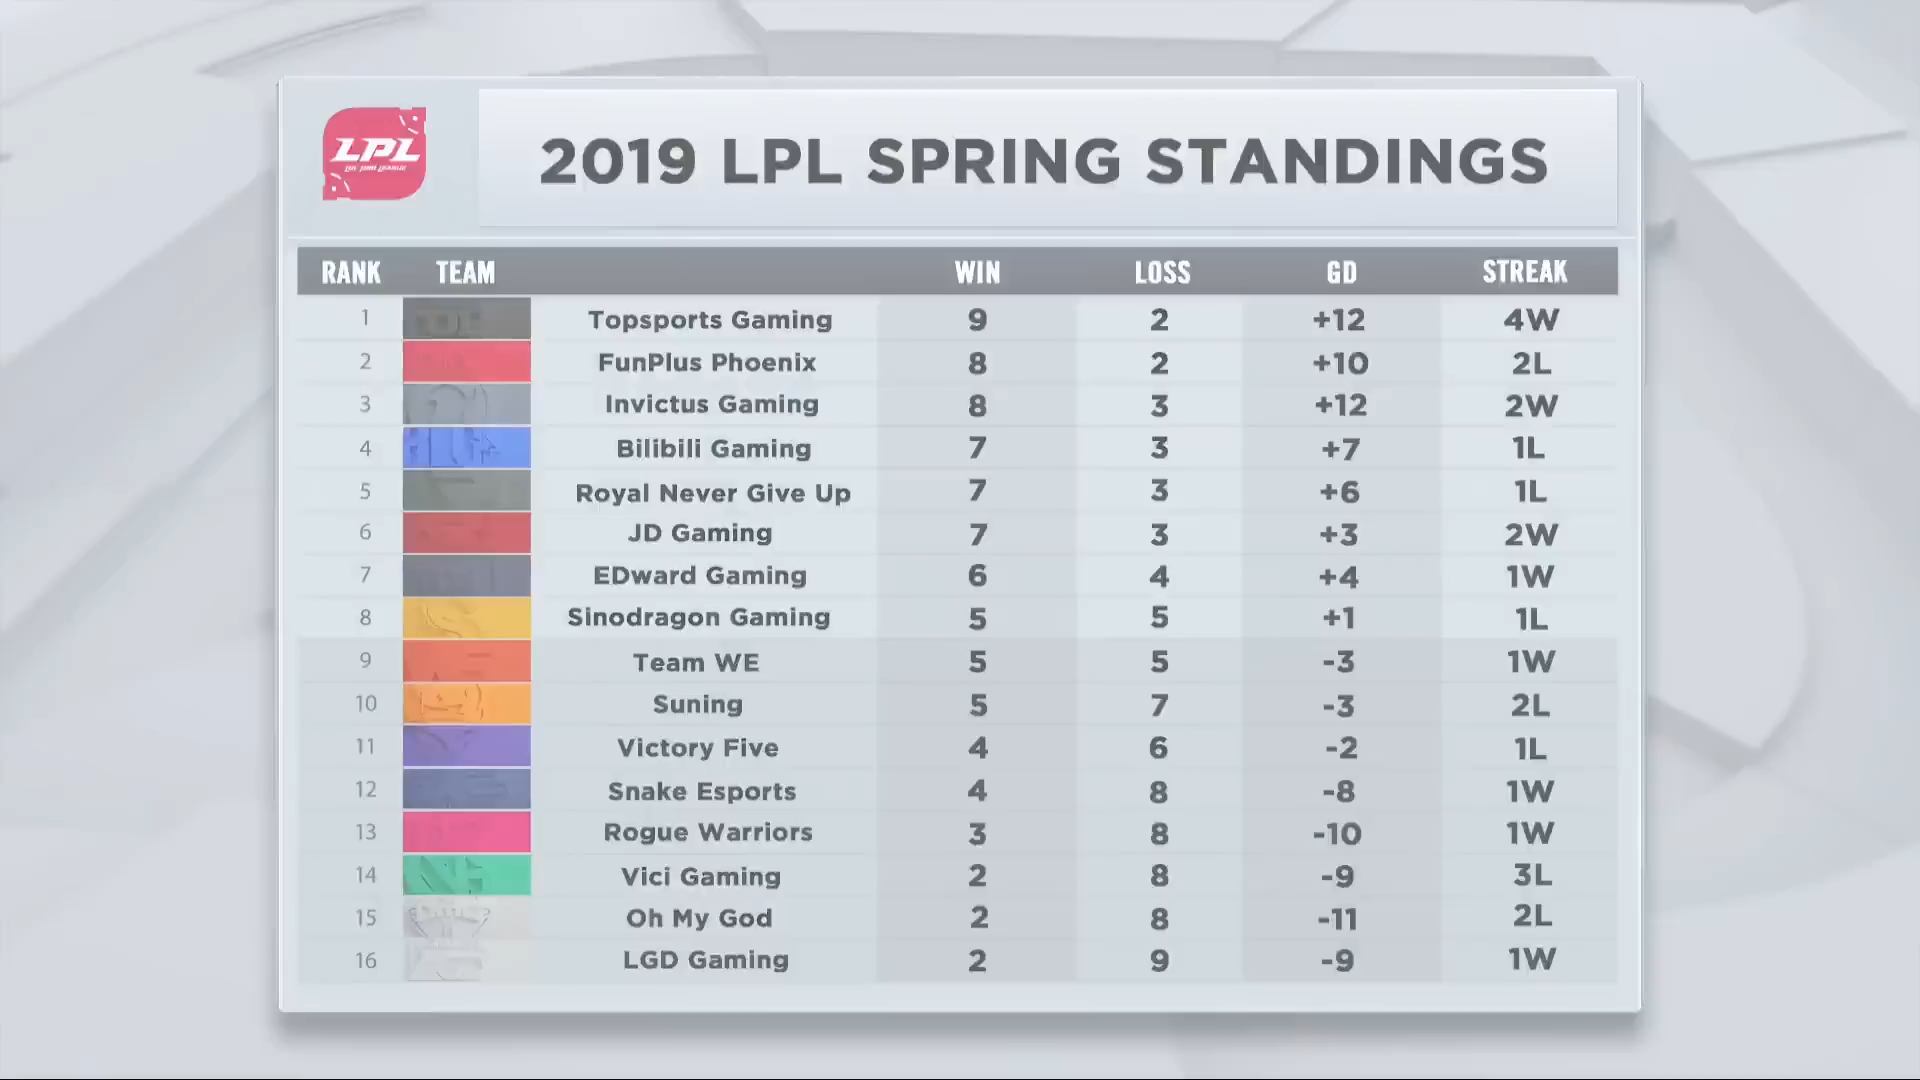 LPL
2019 LPL SPRING STANDINGS
RANK TEAM WIN LOSS GD STREAK
1 Topsports Gaming 9 2 +12 4W
2 FunPlus Phoenix 8 2 +10 2L
3 Invictus Gaming 8 3 +12 2W
4 Bilibili Gaming 7 3 +7 1L
5 Royal Never Give Up 7 3 +6 1L
6 JD Gaming 7 3 +3 2W
7 EDward Gaming 6 4 +4 1W
8 Sinodragon Gaming 5 5 +1 1L
9 Team WE 5 5 -3 1W
10 Suning 5 7 -3 2L
11 Victory Five 4 6 -2 1L
12 Snake Esports 4 8 -8 1W
13 Rogue Warriors 3 8 -10 1W
14 Vici Gaming 2 8 -9 3L
15 Oh My God 2 8 -11 2L
16 LGD Gaming 2 9 -9 1W